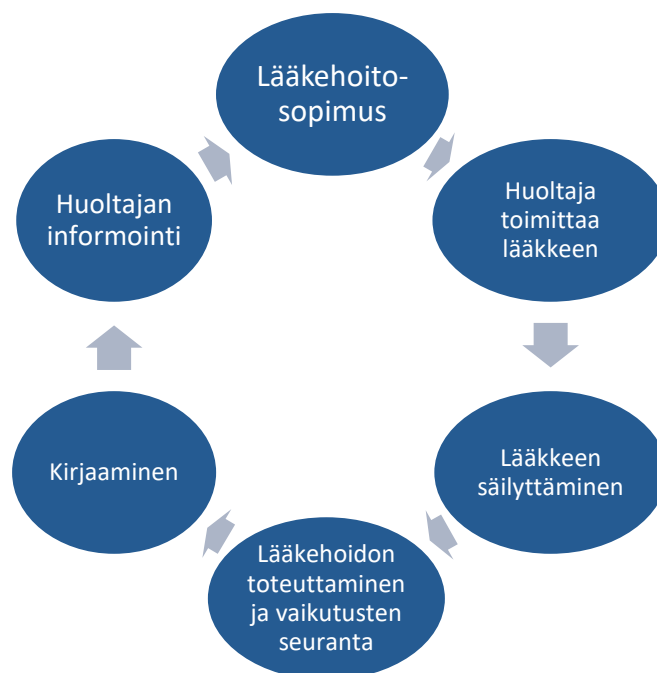 Lääkehoito-
sopimus
Huoltaja
toimittaa
lääkkeen
Lääkkeen
säilyttäminen
Lääkehoidon
toteuttaminen
ja vaikutusten
seuranta
Kirjaaminen
Huoltajan
informointi